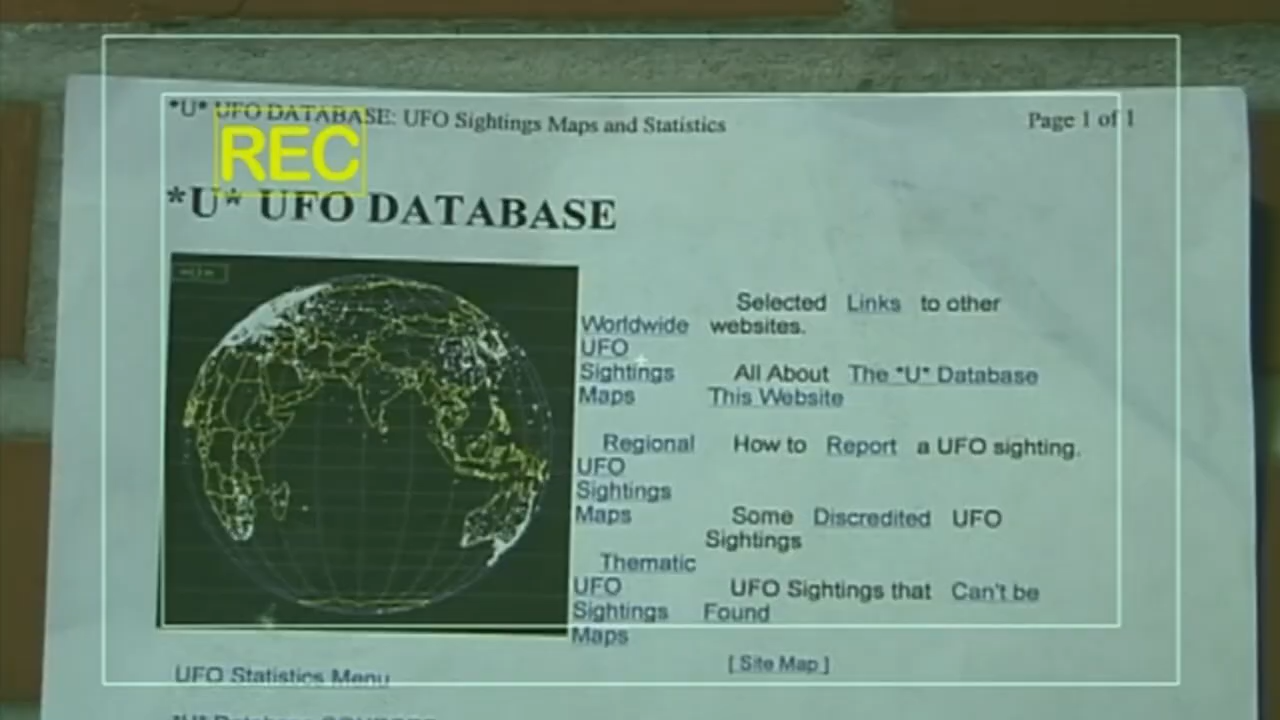 *U* UFO DATABASE: UFO Sightings Maps and Statistics
Page 1 of 1
REC
*U* UFO DATABASE
Worldwide
UFO
Sightings
Maps
Regional
UFO
Sightings
Maps
Thematic
UFO
Sightings
Maps
Selected Links to other
websites.
All About The *U* Database
This Website
How to Report a UFO sighting.
Some Discredited UFO
Sightings
UFO Sightings that Can't be
Found
[ Site Map ]
UFO Statistics Menu
*U* Database